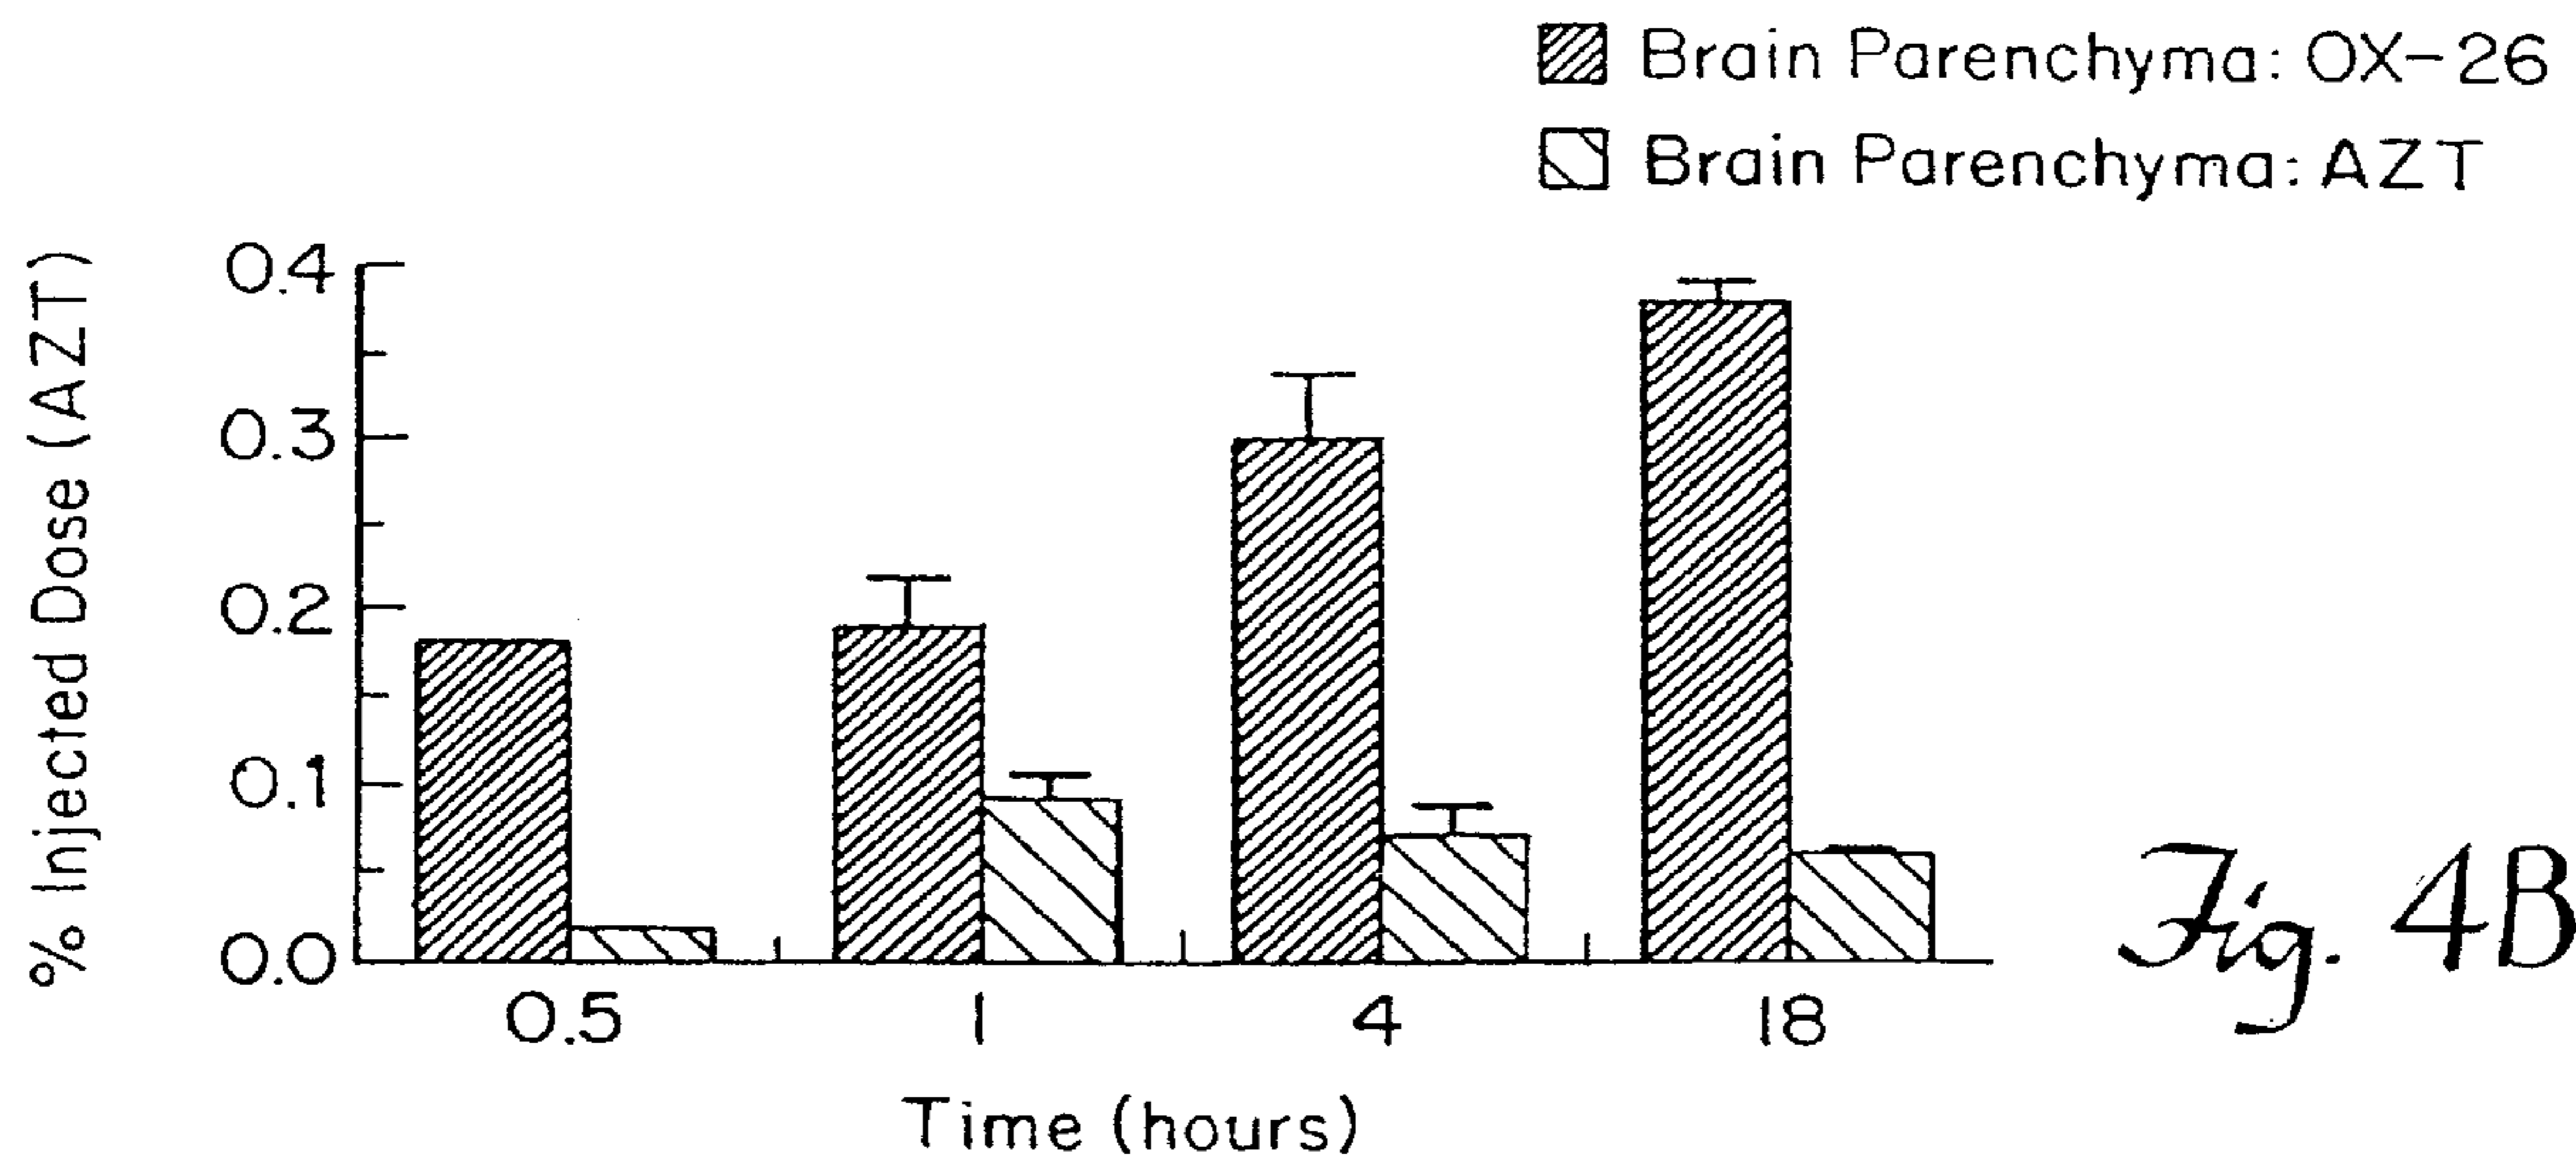 Brain Parenchyma: OX-26
Brain Parenchyma: AZT
% Injected Dose (AZT)
0.4
0.3
0.2
0.1
0.0
0.5 1 4 18
Time (hours)
Fig. 4B